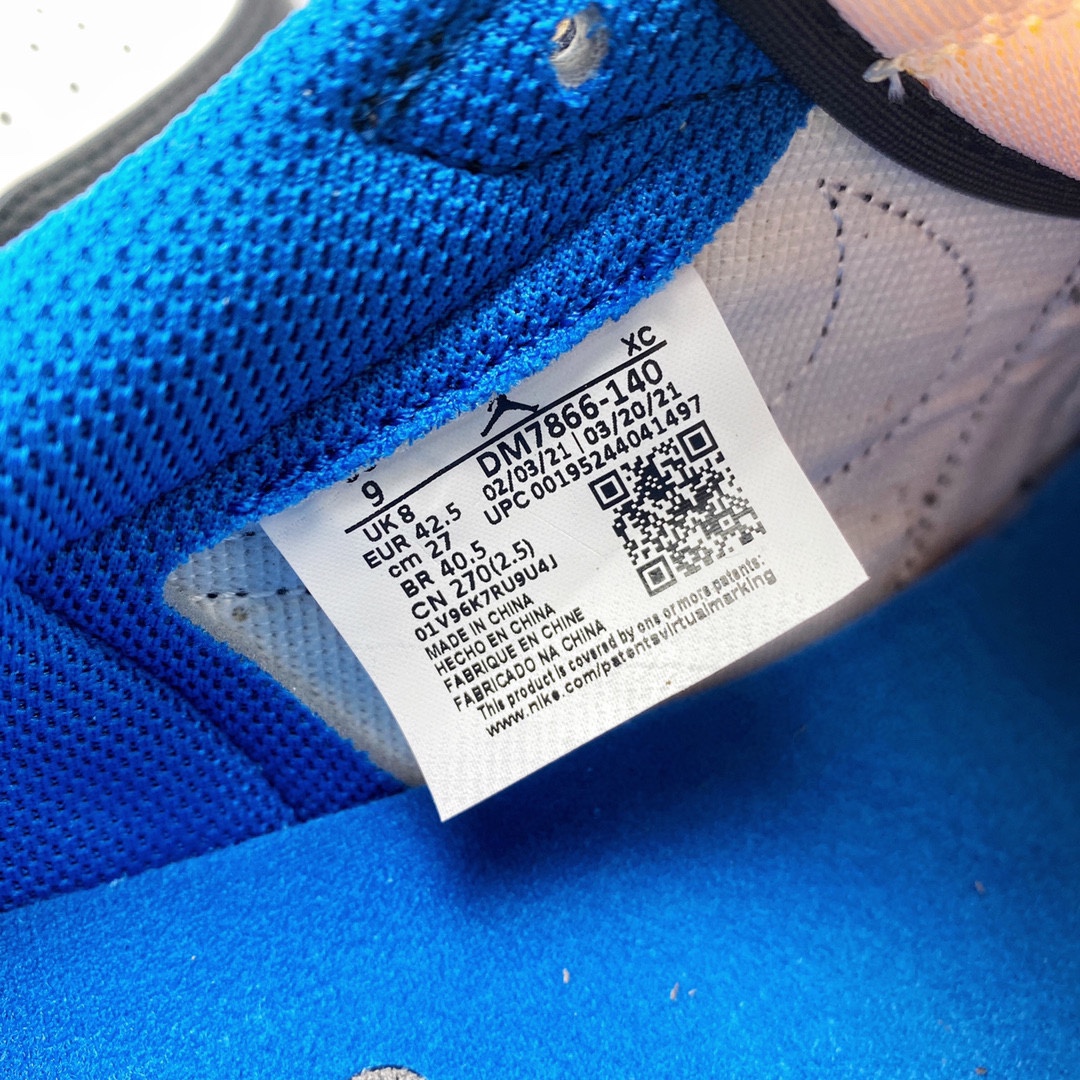 XC
DM7866-140
02/03/21 | 03/20/21
UPC 00195244041497
9
UK 8
EUR 42.5
cm 27
BR 40.5
CN 270(2.5)
01V96K7RU9U4J
MADE IN CHINA
HECHO EN CHINA
FABRIQUE EN CHINE
FABRICADO NA CHINA
This product is covered by one or more patents:
www.nike.com/patentsvirtualmarking